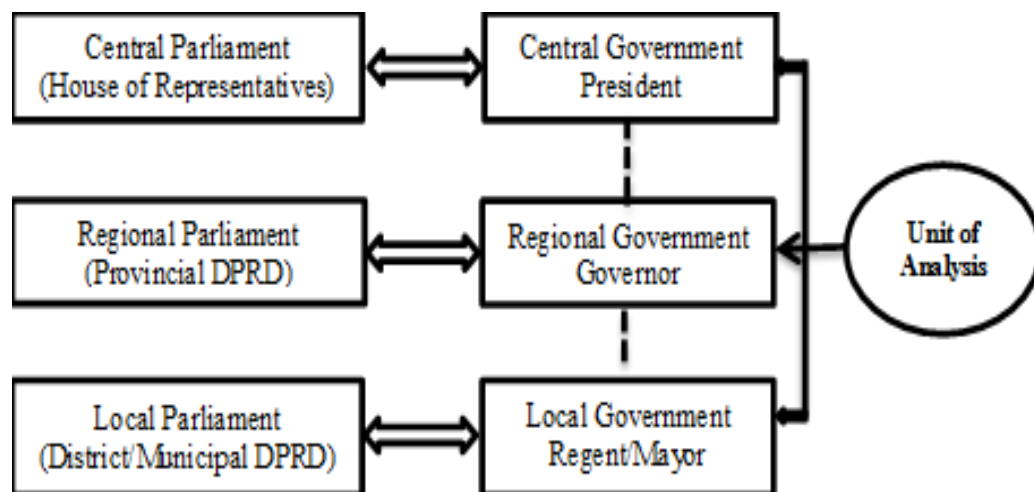 Central Parliament
(House of Representatives)
Central Government
President
Regional Parliament
(Provincial DPRD)
Regional Government
Governor
Unit of
Analysis
Local Parliament
(District/Municipal DPRD)
Local Government
Regent/Mayor